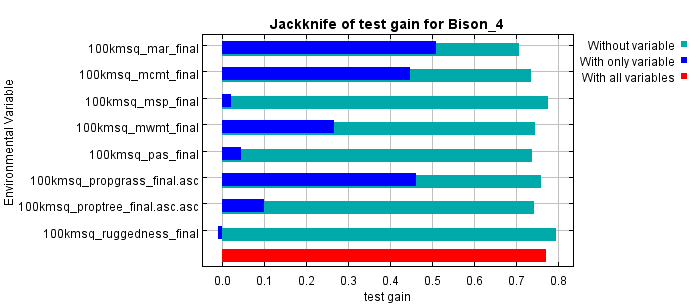 Jackknife of test gain for Bison_4
Environmental Variable
100kmsq_mar_final
100kmsq_mcmt_final
100kmsq_msp_final
100kmsq_mwmt_final
100kmsq_pas_final
100kmsq_propgrass_final.asc
100kmsq_proptree_final.asc.asc
100kmsq_ruggedness_final
0.0 0.1 0.2 0.3 0.4 0.5 0.6 0.7 0.8
test gain
Without variable
With only variable
With all variables